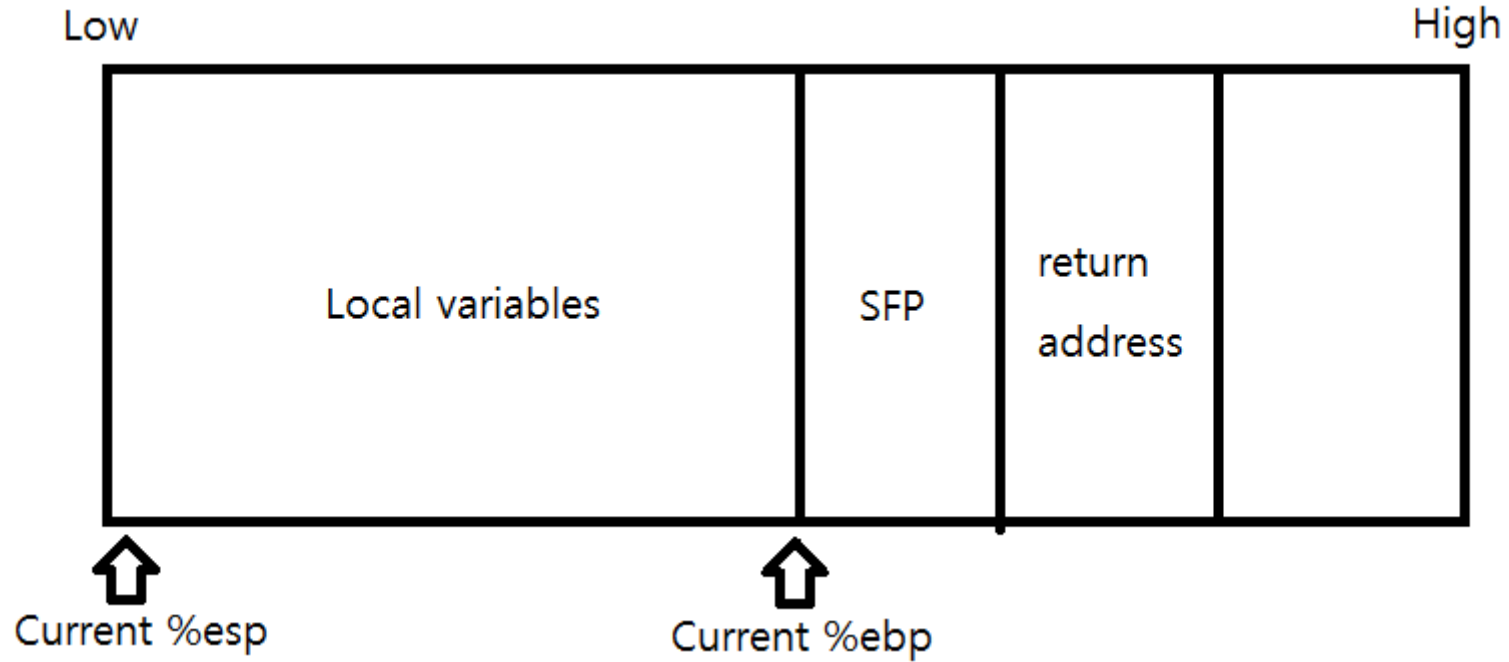 Low
High
Local variables
SFP
return
address
Current %esp
Current %ebp